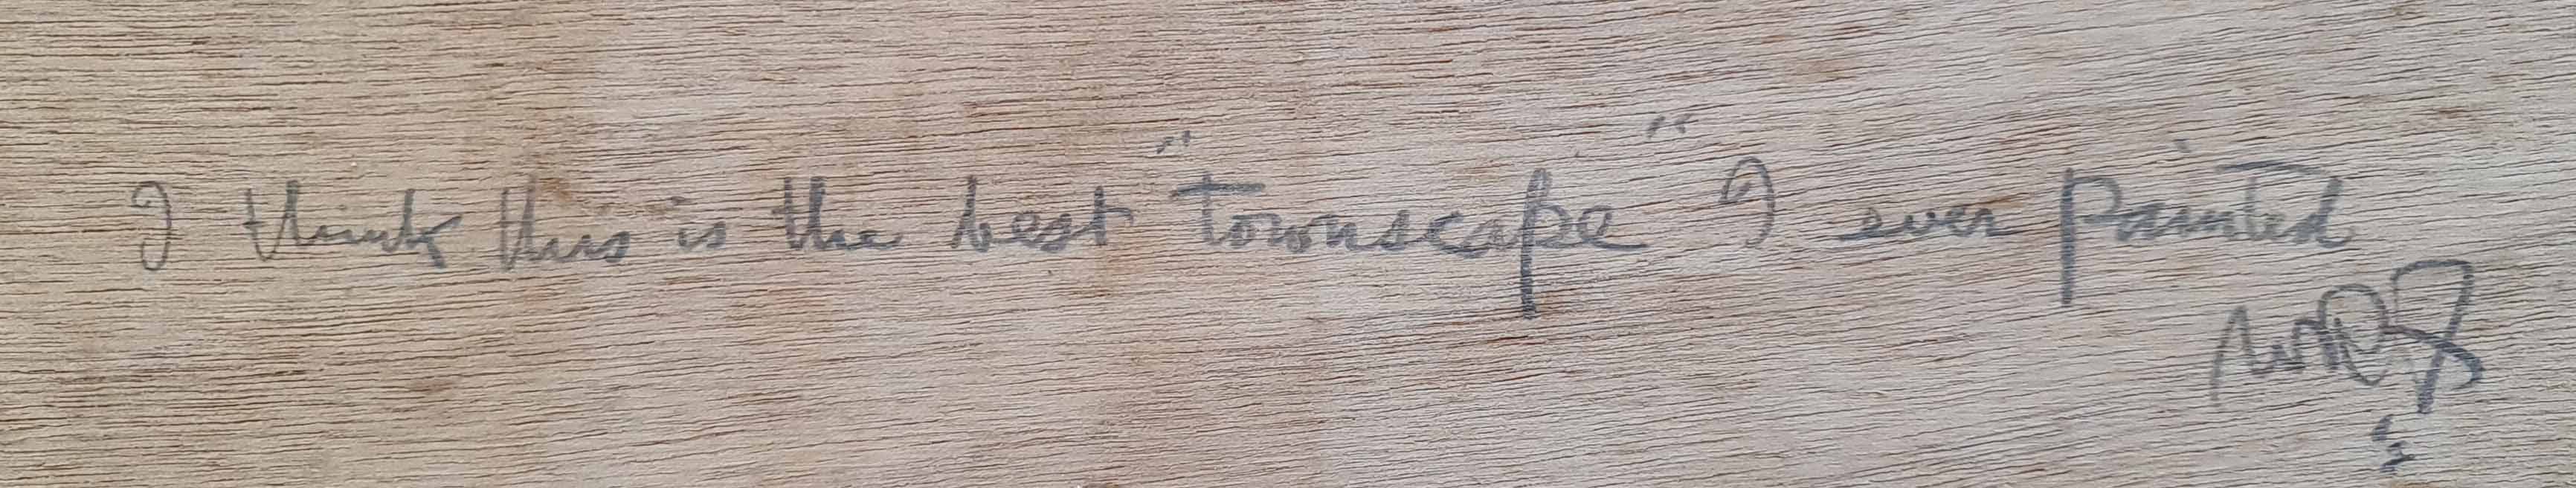 I think this is the best "townscape" I ever painted